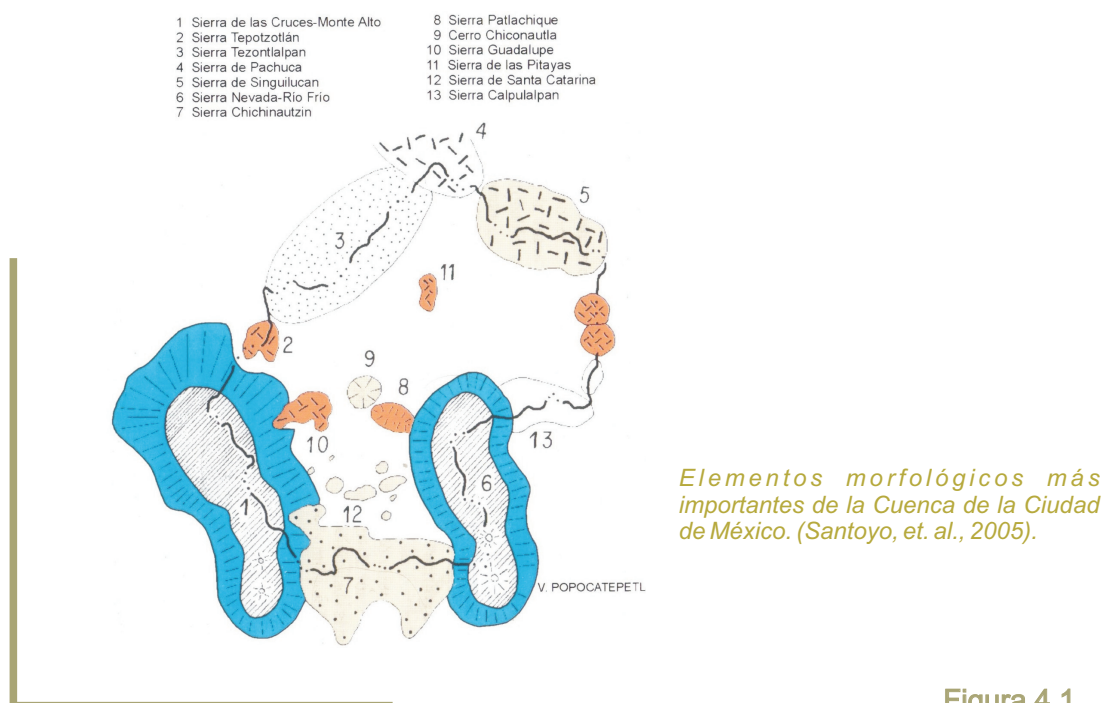 1 Sierra de las Cruces-Monte Alto
2 Sierra Tepotzotlán
3 Sierra Tezontlalpan
4 Sierra de Pachuca
5 Sierra de Singuilucan
6 Sierra Nevada-Río Frio
7 Sierra Chichinautzin
8 Sierra Patlachique
9 Cerro Chiconautla
10 Sierra Guadalupe
11 Sierra de las Pitayas
12 Sierra de Santa Catarina
13 Sierra Calpulalpan
4
5
3
11
2
9
8
10
13
6
1
12
7
V. POPOCATEPETL
Elementos morfológicos más
importantes de la Cuenca de la Ciudad
de México. (Santoyo, et. al., 2005).
Figura 4.1